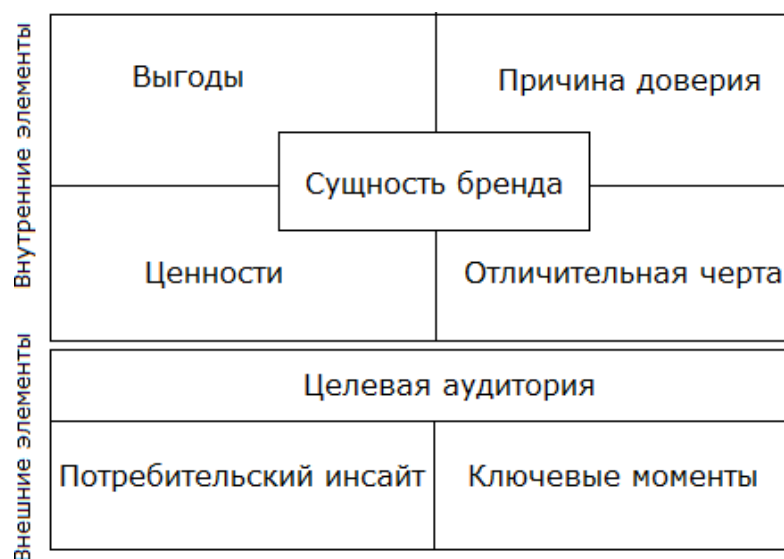 Внутренние элементы
Выгоды
Причина доверия
Сущность бренда
Ценности
Отличительная черта
Внешние элементы
Целевая аудитория
Потребительский инсайт
Ключевые моменты